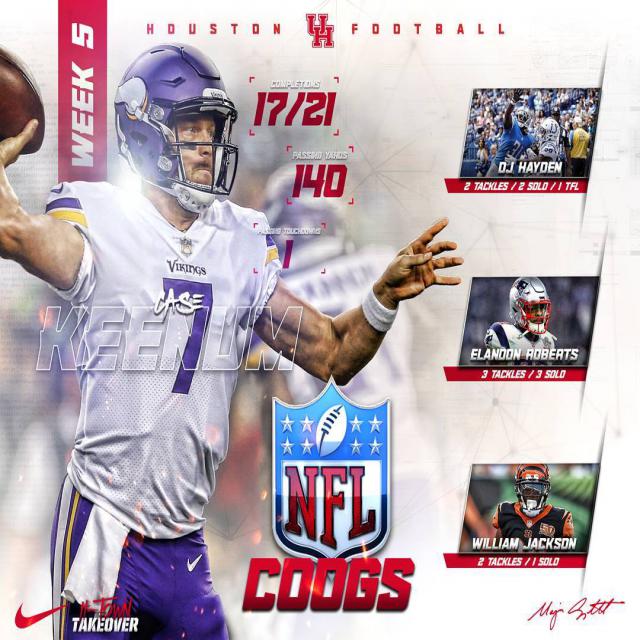 HOUSTON UH FOOTBALL
WEEK 5
COMPLETIONS
17/21
PASSING YARDS
140
PASSING TOUCHDOWNS
1
VIKINGS
7
CASE
KEENUM
DJ HAYDEN
2 TACKLES / 2 SOLO / 1 TFL
ELANDON ROBERTS
3 TACKLES / 3 SOLO
WILLIAM JACKSON
2 TACKLES / 1 SOLO
NFL
COOGS
H-TOWN
TAKEOVER